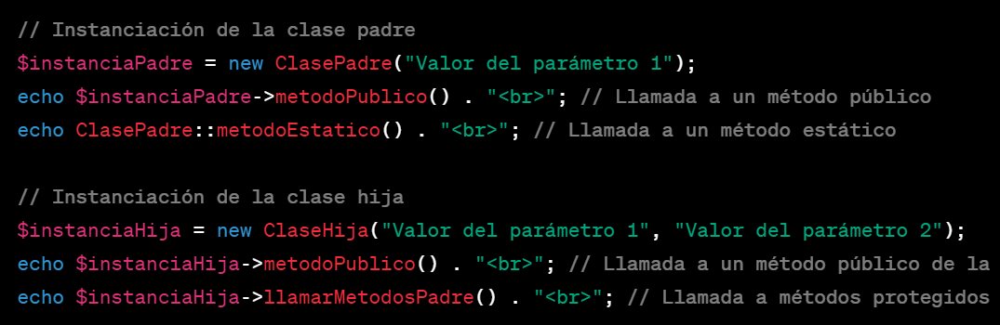 // Instanciación de la clase padre
$instanciaPadre = new ClasePadre("Valor del parámetro 1");
echo $instanciaPadre->metodoPublico() . "<br>"; // Llamada a un método público
echo ClasePadre::metodoEstatico() . "<br>"; // Llamada a un método estático
// Instanciación de la clase hija
$instanciaHija = new ClaseHija("Valor del parámetro 1", "Valor del parámetro 2");
echo $instanciaHija->metodoPublico() . "<br>"; // Llamada a un método público de la
echo $instanciaHija->llamarMetodosPadre() . "<br>"; // Llamada a métodos protegidos